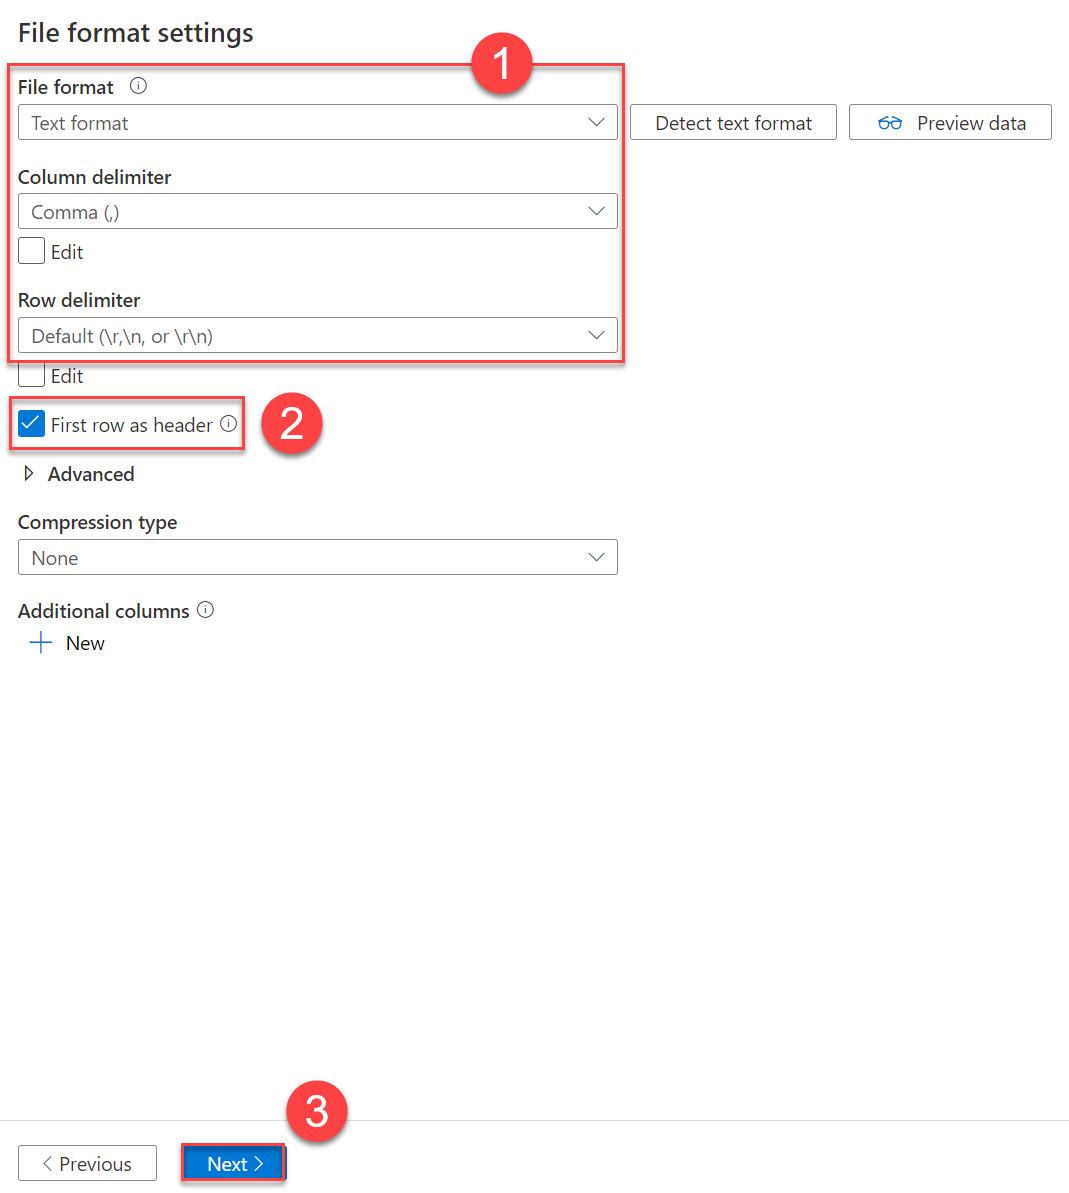 File format settings
1
File format
Text format
Detect text format
Preview data
Column delimiter
Comma (,)
Edit
Row delimiter
Default (\r,\n, or \r\n)
Edit
First row as header
2
Advanced
Compression type
None
Additional columns
New
3
Previous
Next